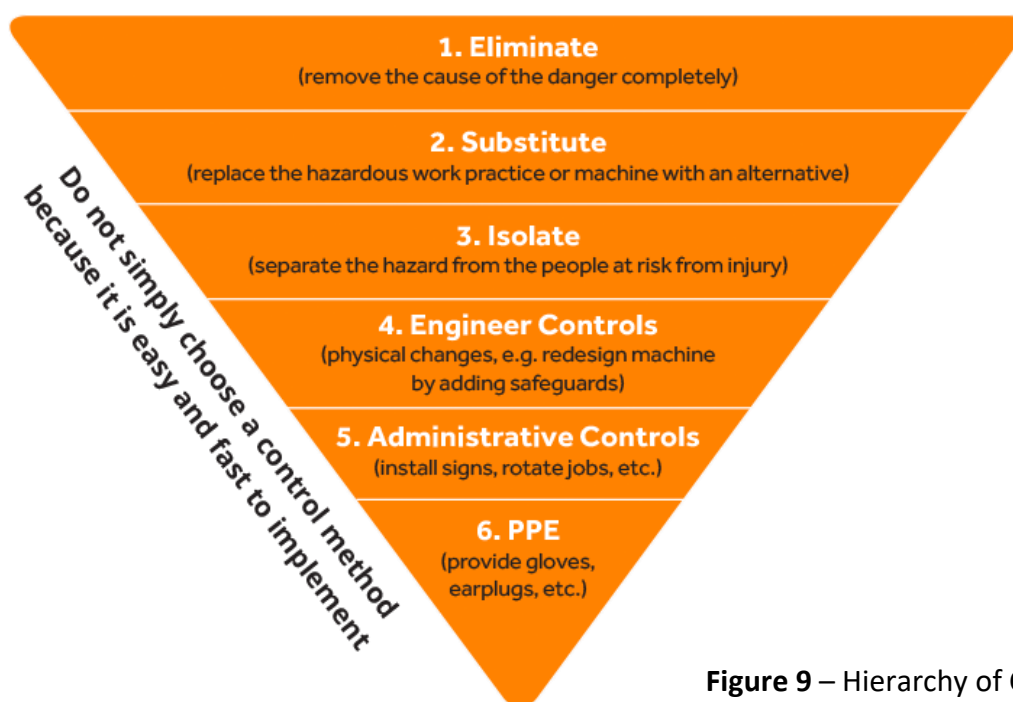 1. Eliminate
(remove the cause of the danger completely)
2. Substitute
(replace the hazardous work practice or machine with an alternative)
3. Isolate
(separate the hazard from the people at risk from injury)
4. Engineer Controls
(physical changes, e.g. redesign machine
by adding safeguards)
5. Administrative Controls
(install signs, rotate jobs, etc.)
6. PPE
(provide gloves,
earplugs, etc.)
Do not simply choose a control method
because it is easy and fast to implement
Figure 9 – Hierarchy of